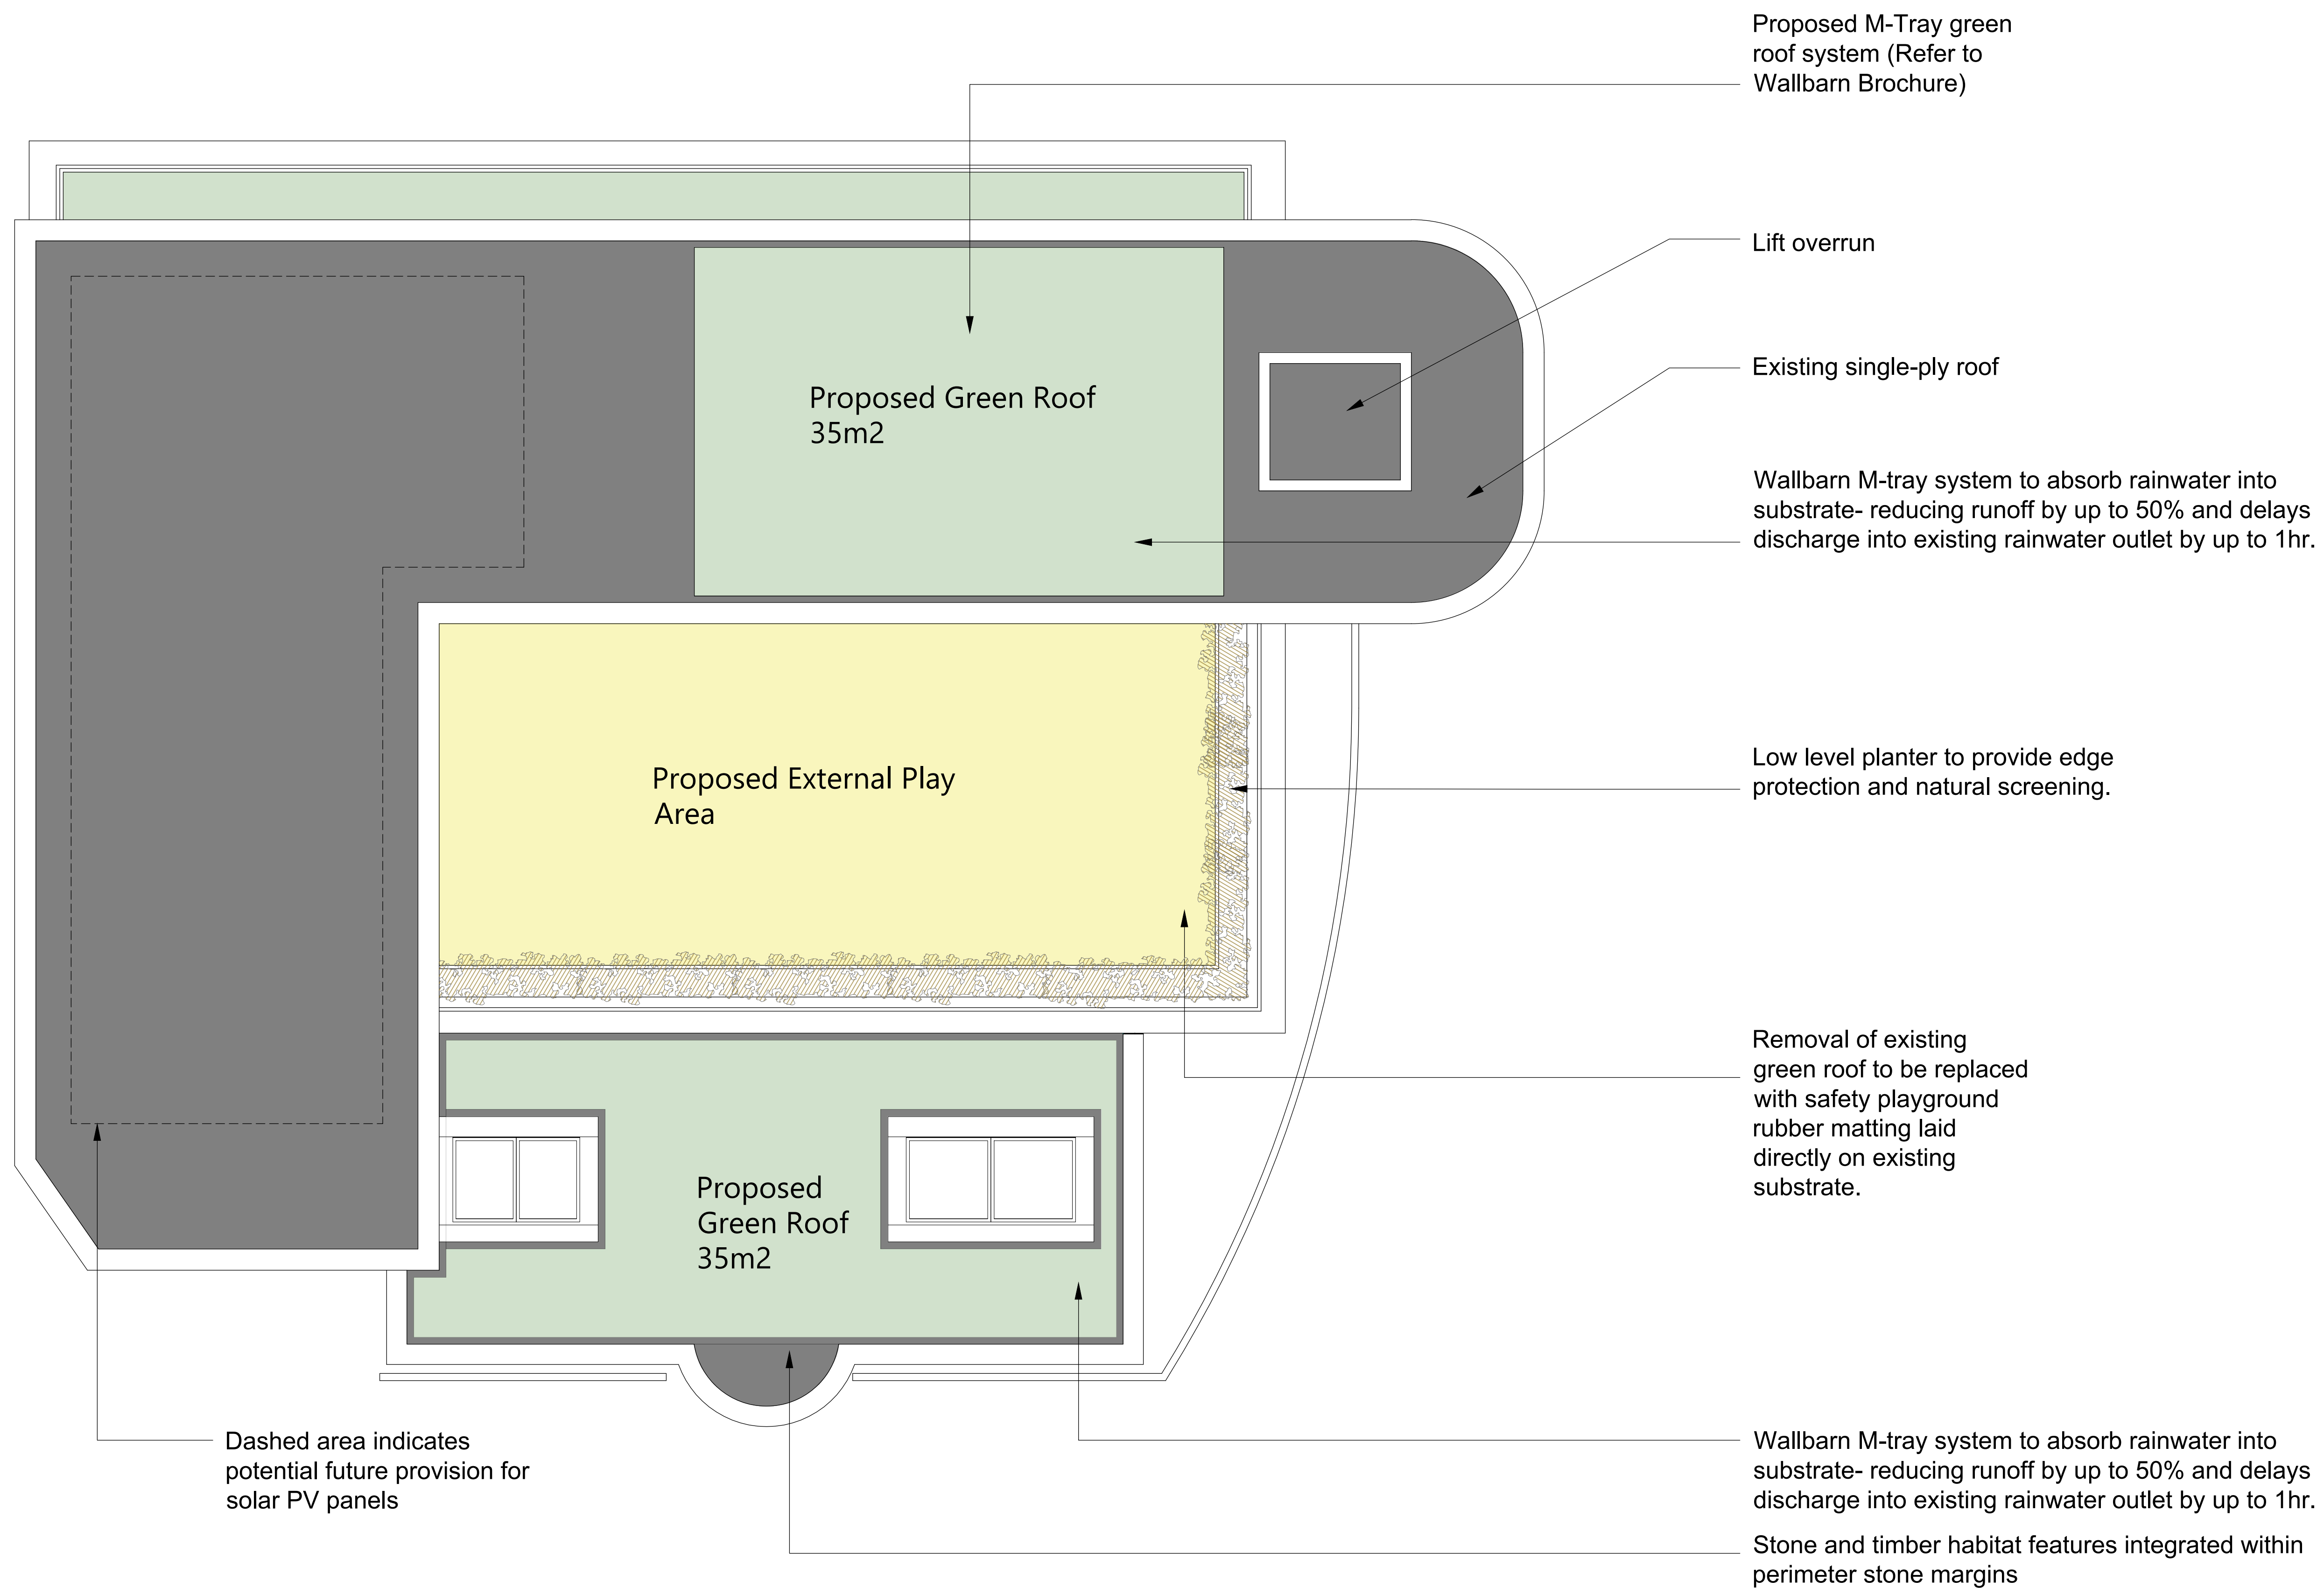 Proposed M-Tray green
roof system (Refer to
Wallbarn Brochure)
Lift overrun
Existing single-ply roof
Proposed Green Roof
35m2
Wallbarn M-tray system to absorb rainwater into
substrate- reducing runoff by up to 50% and delays
discharge into existing rainwater outlet by up to 1hr.
Proposed External Play
Area
Low level planter to provide edge
protection and natural screening.
Removal of existing
green roof to be replaced
with safety playground
rubber matting laid
directly on existing
substrate.
Proposed
Green Roof
35m2
Dashed area indicates
potential future provision for
solar PV panels
Wallbarn M-tray system to absorb rainwater into
substrate- reducing runoff by up to 50% and delays
discharge into existing rainwater outlet by up to 1hr.
Stone and timber habitat features integrated within
perimeter stone margins